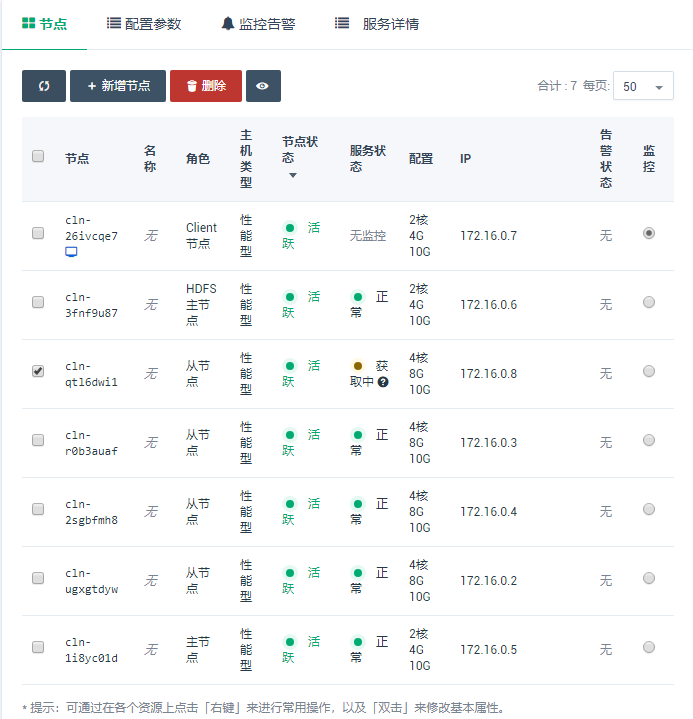 节点 配置参数 监控告警 服务详情
+ 新增节点 删除 合计 : 7 每页: 50
节点 名称 角色 主机类型 节点状态 服务状态 配置 IP 告警状态 监控
cln-26ivcqe7 无 Client节点 性能型 活跃 无监控 2核 4G 10G 172.16.0.7 无
cln-3fnf9u87 无 HDFS主节点 性能型 活跃 正常 2核 4G 10G 172.16.0.6 无
cln-qtl6dwi1 无 从节点 性能型 活跃 获取中 4核 8G 10G 172.16.0.8 无
cln-r0b3auaf 无 从节点 性能型 活跃 正常 4核 8G 10G 172.16.0.3 无
cln-2sgbfmh8 无 从节点 性能型 活跃 正常 4核 8G 10G 172.16.0.4 无
cln-ugxgtdyw 无 从节点 性能型 活跃 正常 4核 8G 10G 172.16.0.2 无
cln-1i8yc01d 无 主节点 性能型 活跃 正常 2核 4G 10G 172.16.0.5 无
* 提示：可通过在各个资源上点击「右键」来进行常用操作，以及「双击」来修改基本属性。